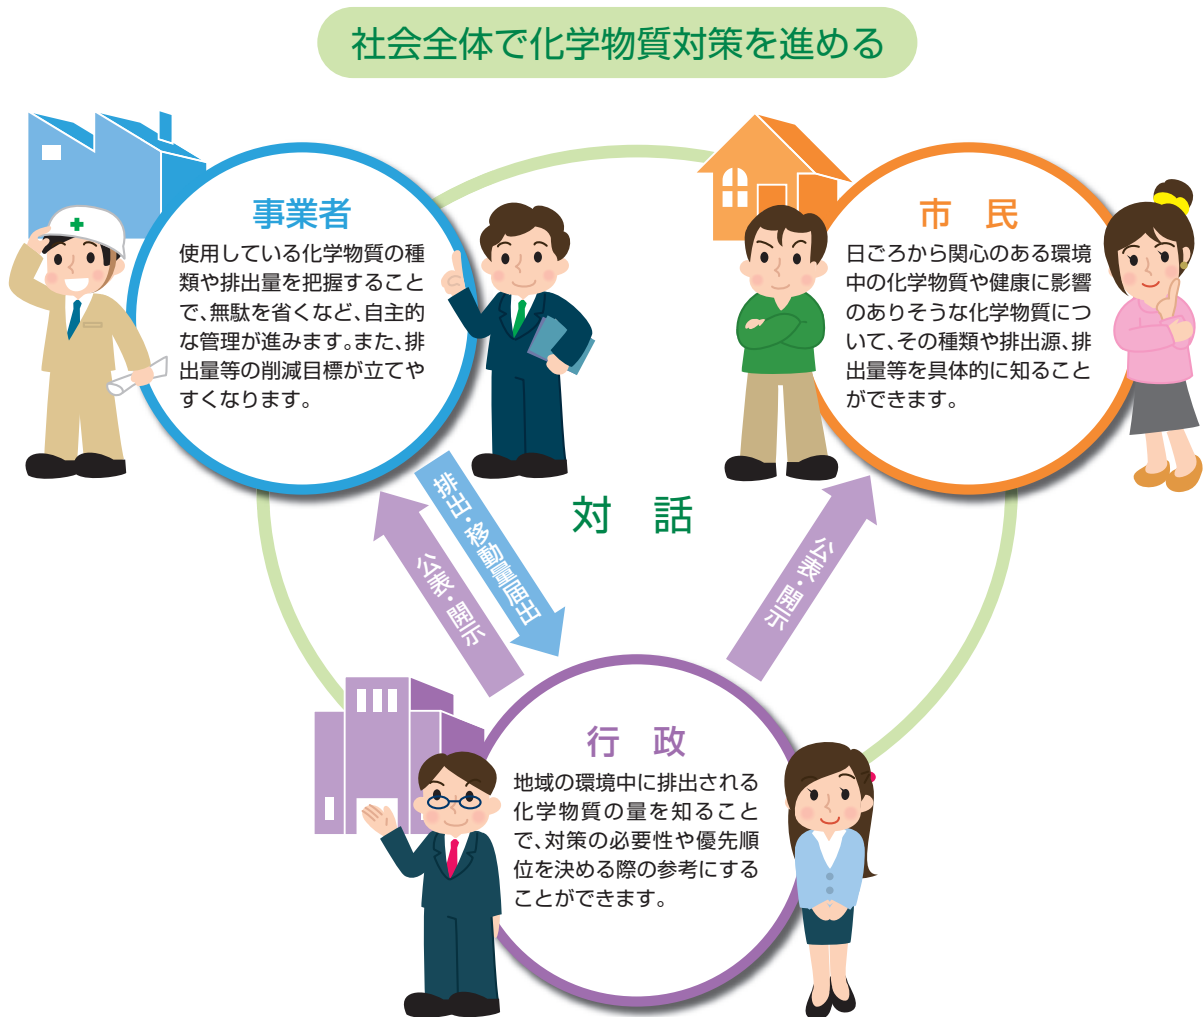 社会全体で化学物質対策を進める
事業者
使用している化学物質の種
類や排出量を把握すること
で、無駄を省くなど、自主的
な管理が進みます。また、排
出量等の削減目標が立てや
すくなります。
市　民
日ごろから関心のある環境
中の化学物質や健康に影響
のありそうな化学物質につ
いて、その種類や排出源、排
出量等を具体的に知ること
ができます。
対　話
排出・移動量届出
公表・開示
公表・開示
行　政
地域の環境中に排出される
化学物質の量を知ること
で、対策の必要性や優先順
位を決める際の参考にする
ことができます。